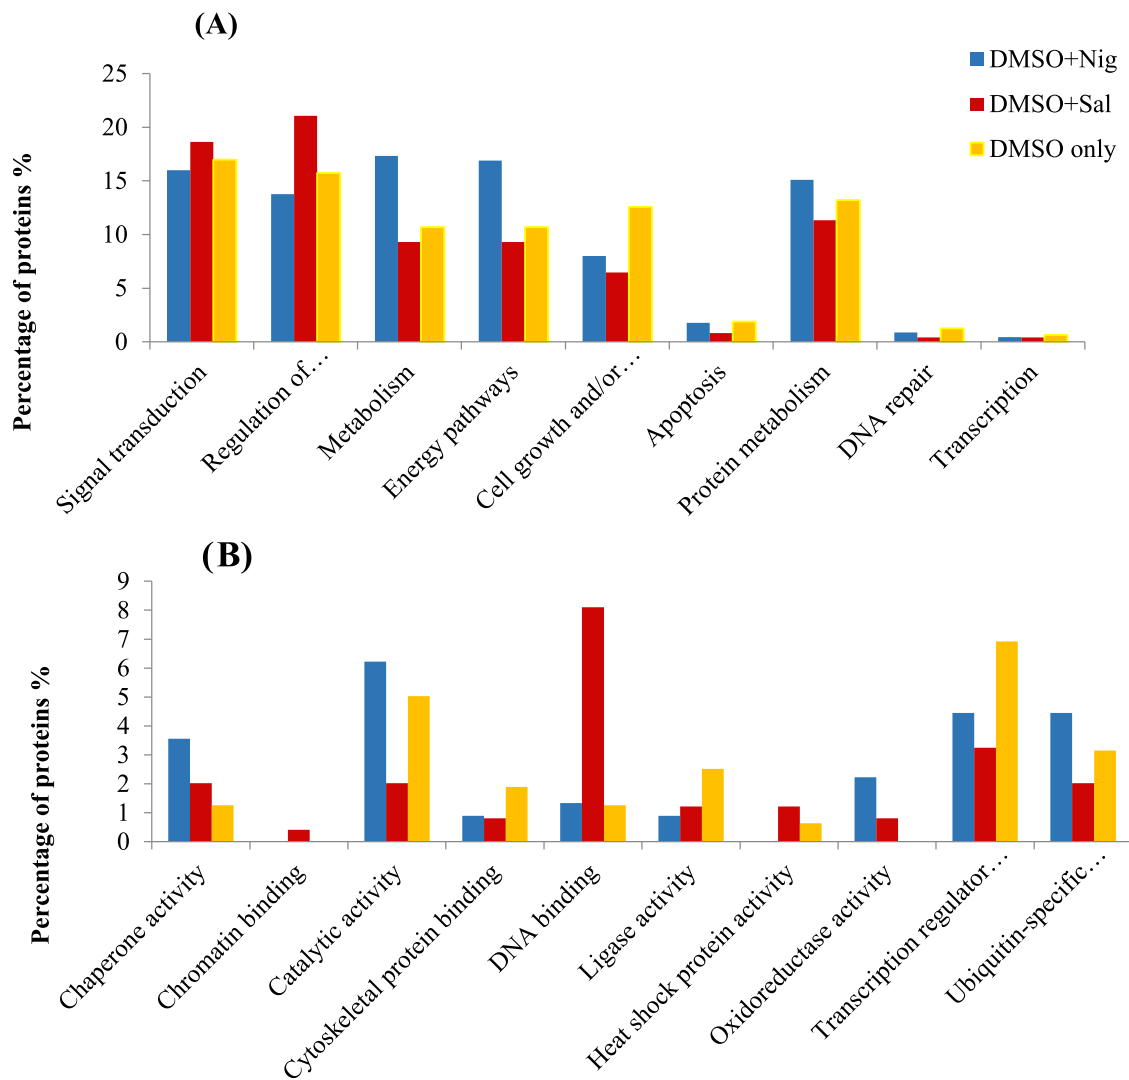 (A)
DMSO+Nig
DMSO+Sal
DMSO only
Percentage of proteins %
25
20
15
10
5
0
Signal transduction
Regulation of…
Metabolism
Energy pathways
Cell growth and/or…
Apoptosis
Protein metabolism
DNA repair
Transcription
(B)
Percentage of proteins %
9
8
7
6
5
4
3
2
1
0
Chaperone activity
Chromatin binding
Catalytic activity
Cytoskeletal protein binding
DNA binding
Ligase activity
Heat shock protein activity
Oxidoreductase activity
Transcription regulator…
Ubiquitin-specific…